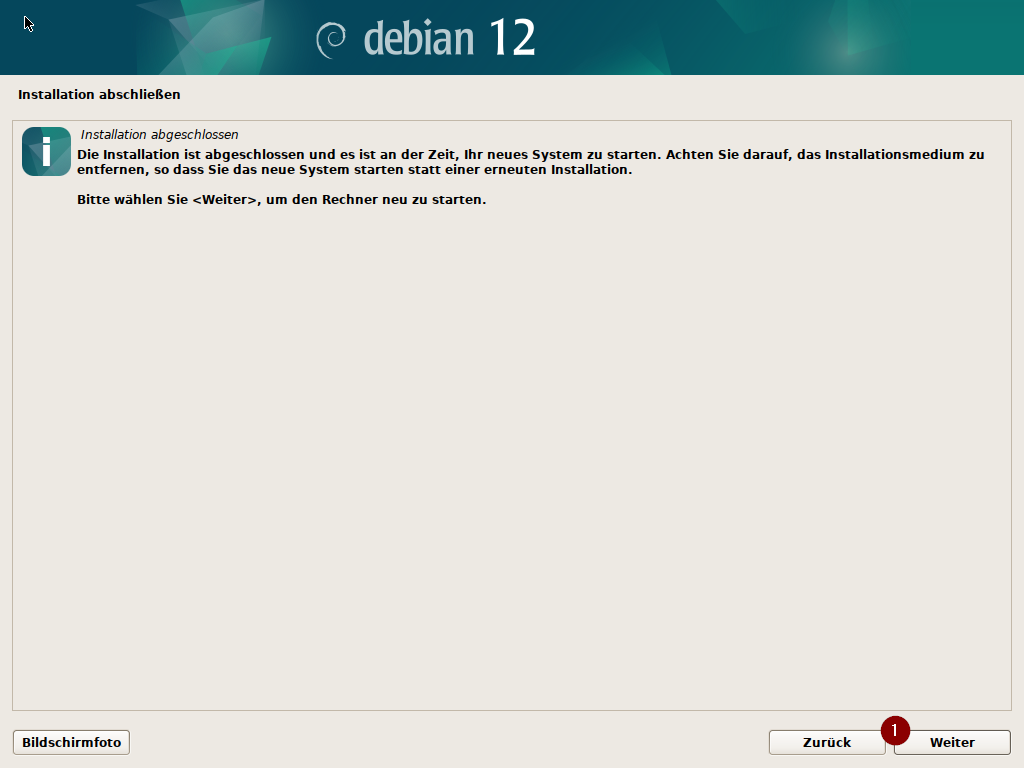 debian 12
Installation abschließen
Installation abgeschlossen
Die Installation ist abgeschlossen und es ist an der Zeit, Ihr neues System zu starten. Achten Sie darauf, das Installationsmedium zu
entfernen, so dass Sie das neue System starten statt einer erneuten Installation.
Bitte wählen Sie <Weiter>, um den Rechner neu zu starten.
Bildschirmfoto
Zurück
1
Weiter